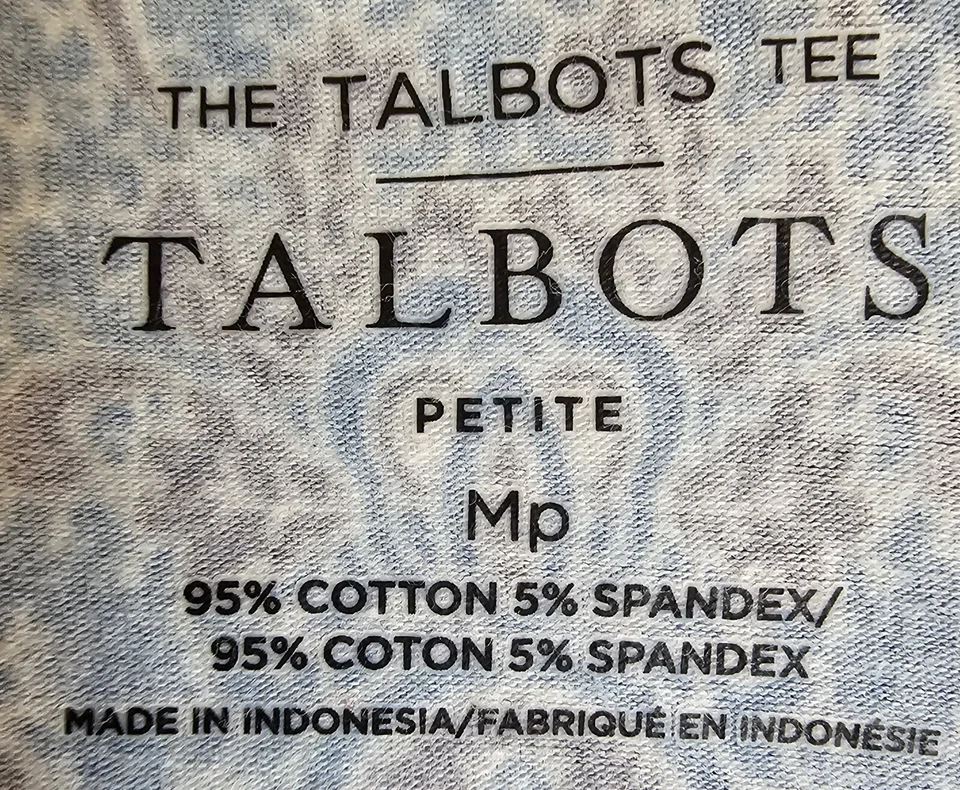 THE TALBOTS TEE
TALBOTS
PETITE
Mp
95% COTTON 5% SPANDEX/
95% COTON 5% SPANDEX
MADE IN INDONESIA/FABRIQUÉ EN INDONÉSIE